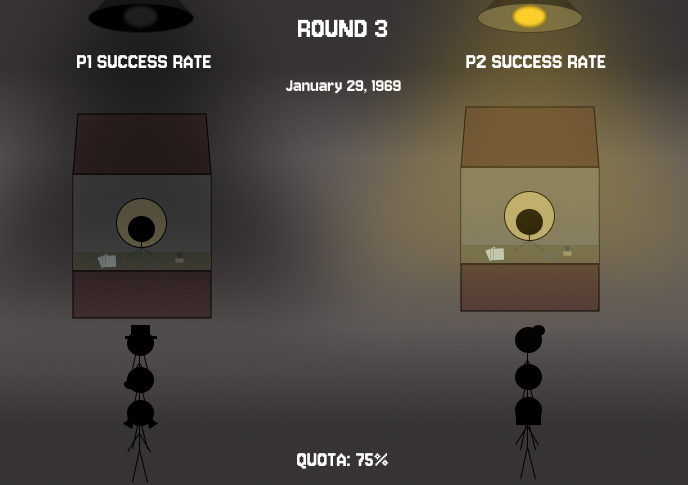 ROUND 3
P1 SUCCESS RATE
P2 SUCCESS RATE
January 29, 1969
QUOTA: 75%